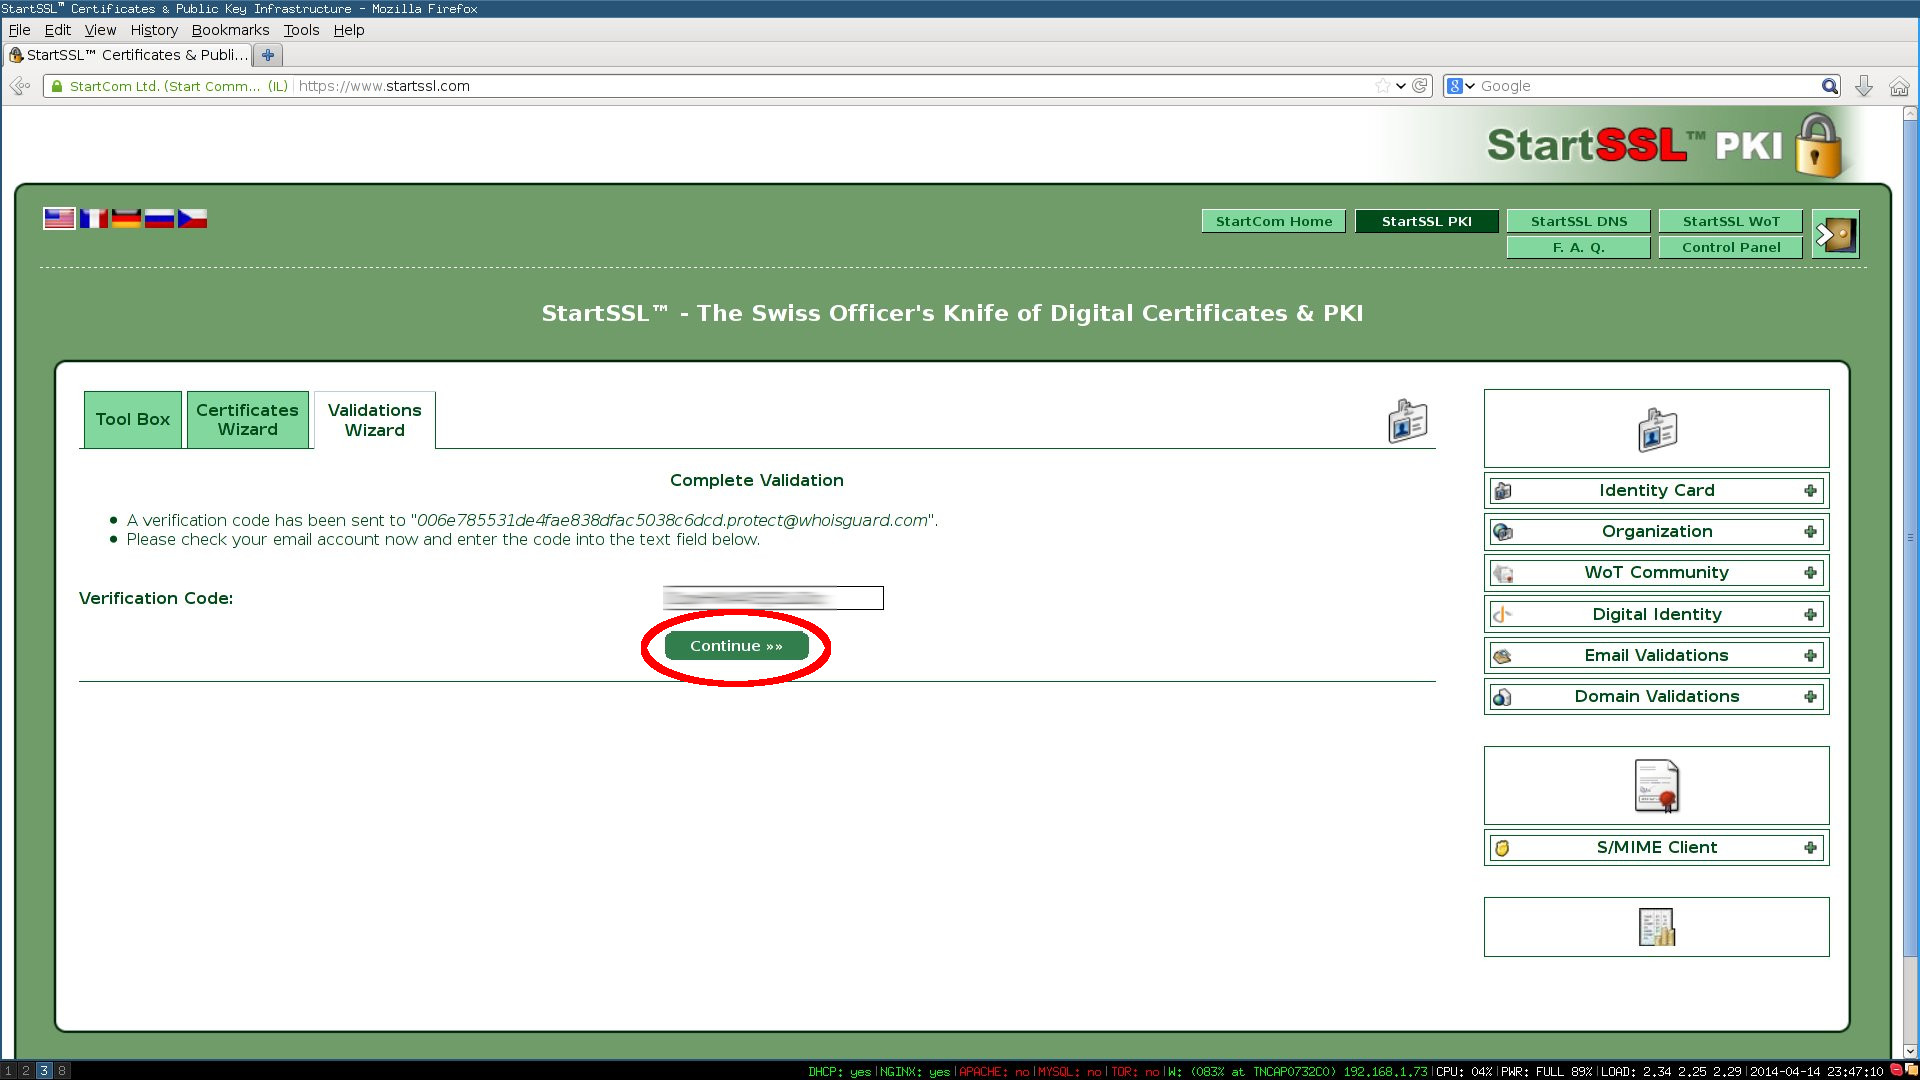 StartSSL™ Certificates & Public Key Infrastructure - Mozilla Firefox
File Edit View History Bookmarks Tools Help
StartSSL™ Certificates & Publi...
StartCom Ltd. (Start Comm... (IL) https://www.startssl.com
Google
StartSSL™ PKI
StartCom Home StartSSL PKI StartSSL DNS StartSSL WoT
F. A. Q. Control Panel
StartSSL™ - The Swiss Officer's Knife of Digital Certificates & PKI
Tool Box
Certificates Wizard
Validations Wizard
Complete Validation
A verification code has been sent to "006e785531de4fae838dfac5038c6dcd.protect@whoisguard.com".
Please check your email account now and enter the code into the text field below.
Verification Code:
Continue »»
Identity Card
Organization
WoT Community
Digital Identity
Email Validations
Domain Validations
S/MIME Client
1 2 3 8
DHCP: yes|NGINX: yes|APACHE: no|MYSQL: no|TOR: no|W: (083% at TNCAP0732C0) 192.168.1.73|CPU: 04%|PWR: FULL 89%|LOAD: 2.34 2.25 2.29|2014-04-14 23:47:10